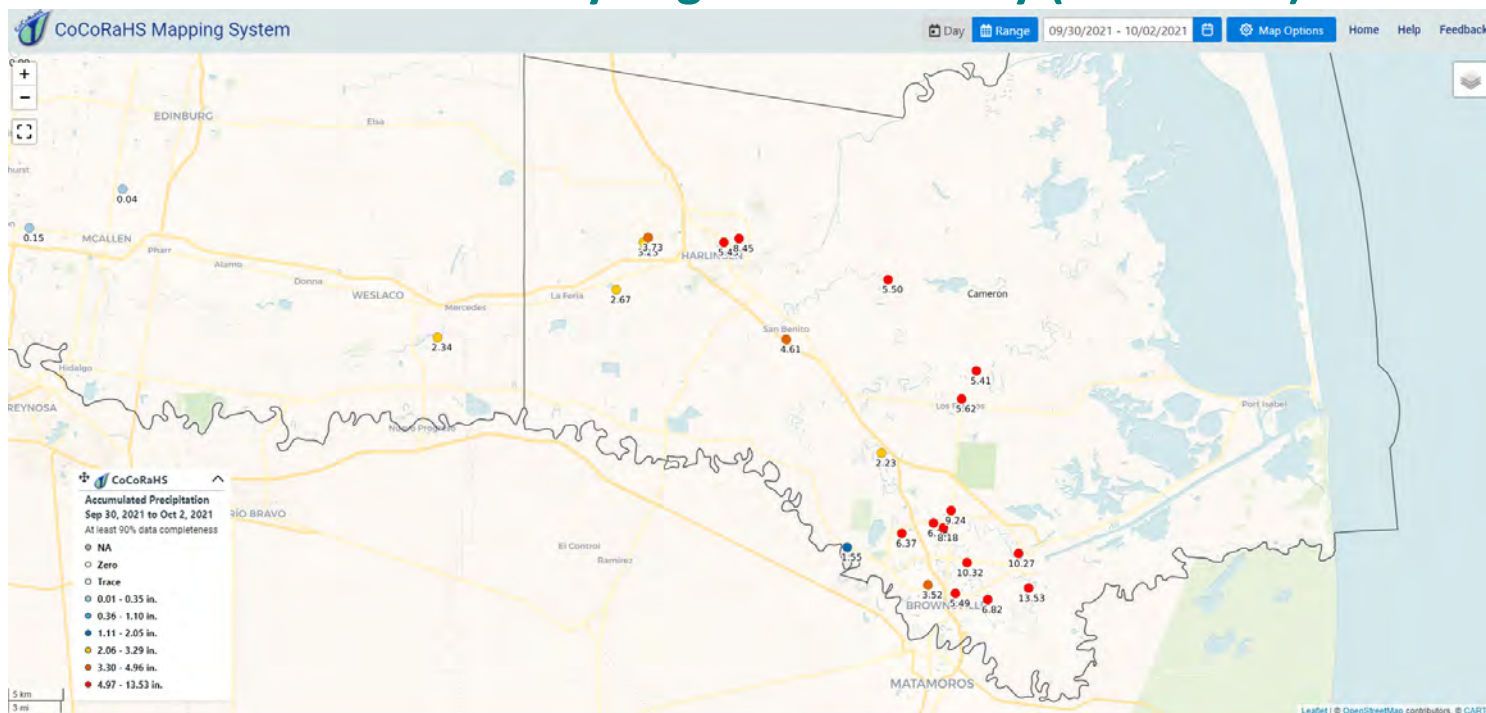 CoCoRaHS Mapping System
Day
Range
09/30/2021 - 10/02/2021
Map Options
Home
Help
Feedback
+
−
EDINBURG
Elsa
0.04
0.15
MCALLEN
Pharr
Alamo
Donna
WESLACO
Mercedes
La Feria
3.73
HARLINGEN
8.45
2.67
5.50
Cameron
San Benito
4.61
2.34
Hidalgo
5.41
5.62
REYNOSA
Port Isabel
Nuevo Progreso
2.23
RÍO BRAVO
9.24
8.18
6.37
El Control
Ramirez
1.55
10.32
10.27
3.52
5.49
6.82
13.53
BROWNSVILLE
MATAMOROS
CoCoRaHS
Accumulated Precipitation
Sep 30, 2021 to Oct 2, 2021
At least 90% data completeness
NA
Zero
Trace
0.01 - 0.35 in.
0.36 - 1.10 in.
1.11 - 2.05 in.
2.06 - 3.29 in.
3.30 - 4.96 in.
4.97 - 13.53 in.
5 km
3 mi
Leaflet | © OpenStreetMap contributors, © CART